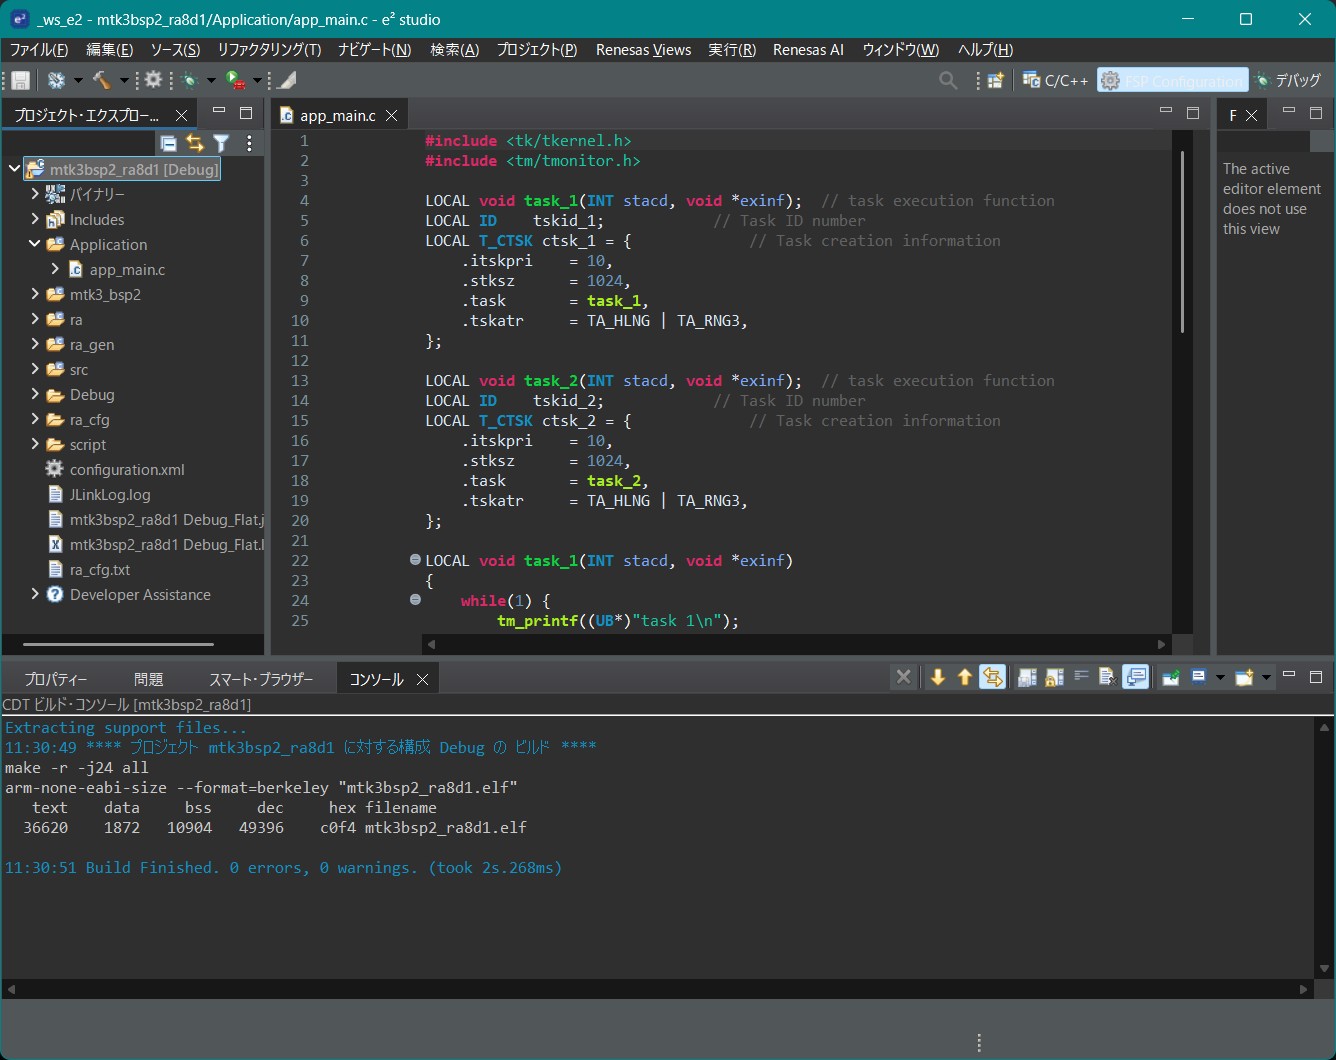 _ws_e2 - mtk3bsp2_ra8d1/Application/app_main.c - e² studio
ファイル(F) 編集(E) ソース(S) リファクタリング(T) ナビゲート(N) 検索(A) プロジェクト(P) Renesas Views 実行(R) Renesas AI ウィンドウ(W) ヘルプ(H)
C/C++ FSP Configuration デバッグ
プロジェクト・エクスプロー...
mtk3bsp2_ra8d1 [Debug]
バイナリー
Includes
Application
app_main.c
mtk3_bsp2
ra
ra_gen
src
Debug
ra_cfg
script
configuration.xml
JLinkLog.log
mtk3bsp2_ra8d1 Debug_Flat.j
mtk3bsp2_ra8d1 Debug_Flat.l
ra_cfg.txt
Developer Assistance
app_main.c
1 #include <tk/tkernel.h>
2 #include <tm/tmonitor.h>
3
4 LOCAL void task_1(INT stacd, void *exinf); // task execution function
5 LOCAL ID tskid_1; // Task ID number
6 LOCAL T_CTSK ctsk_1 = { // Task creation information
7 .itskpri = 10,
8 .stksz = 1024,
9 .task = task_1,
10 .tskatr = TA_HLNG | TA_RNG3,
11 };
12
13 LOCAL void task_2(INT stacd, void *exinf); // task execution function
14 LOCAL ID tskid_2; // Task ID number
15 LOCAL T_CTSK ctsk_2 = { // Task creation information
16 .itskpri = 10,
17 .stksz = 1024,
18 .task = task_2,
19 .tskatr = TA_HLNG | TA_RNG3,
20 };
21
22 LOCAL void task_1(INT stacd, void *exinf)
23 {
24 while(1) {
25 tm_printf((UB*)"task 1\n");
F
The active
editor element
does not use
this view
プロパティー 問題 スマート・ブラウザー コンソール
CDT ビルド・コンソール [mtk3bsp2_ra8d1]
Extracting support files...
11:30:49 **** プロジェクト mtk3bsp2_ra8d1 に対する構成 Debug の ビルド ****
make -r -j24 all
arm-none-eabi-size --format=berkeley "mtk3bsp2_ra8d1.elf"
text data bss dec hex filename
36620 1872 10904 49396 c0f4 mtk3bsp2_ra8d1.elf
11:30:51 Build Finished. 0 errors, 0 warnings. (took 2s.268ms)